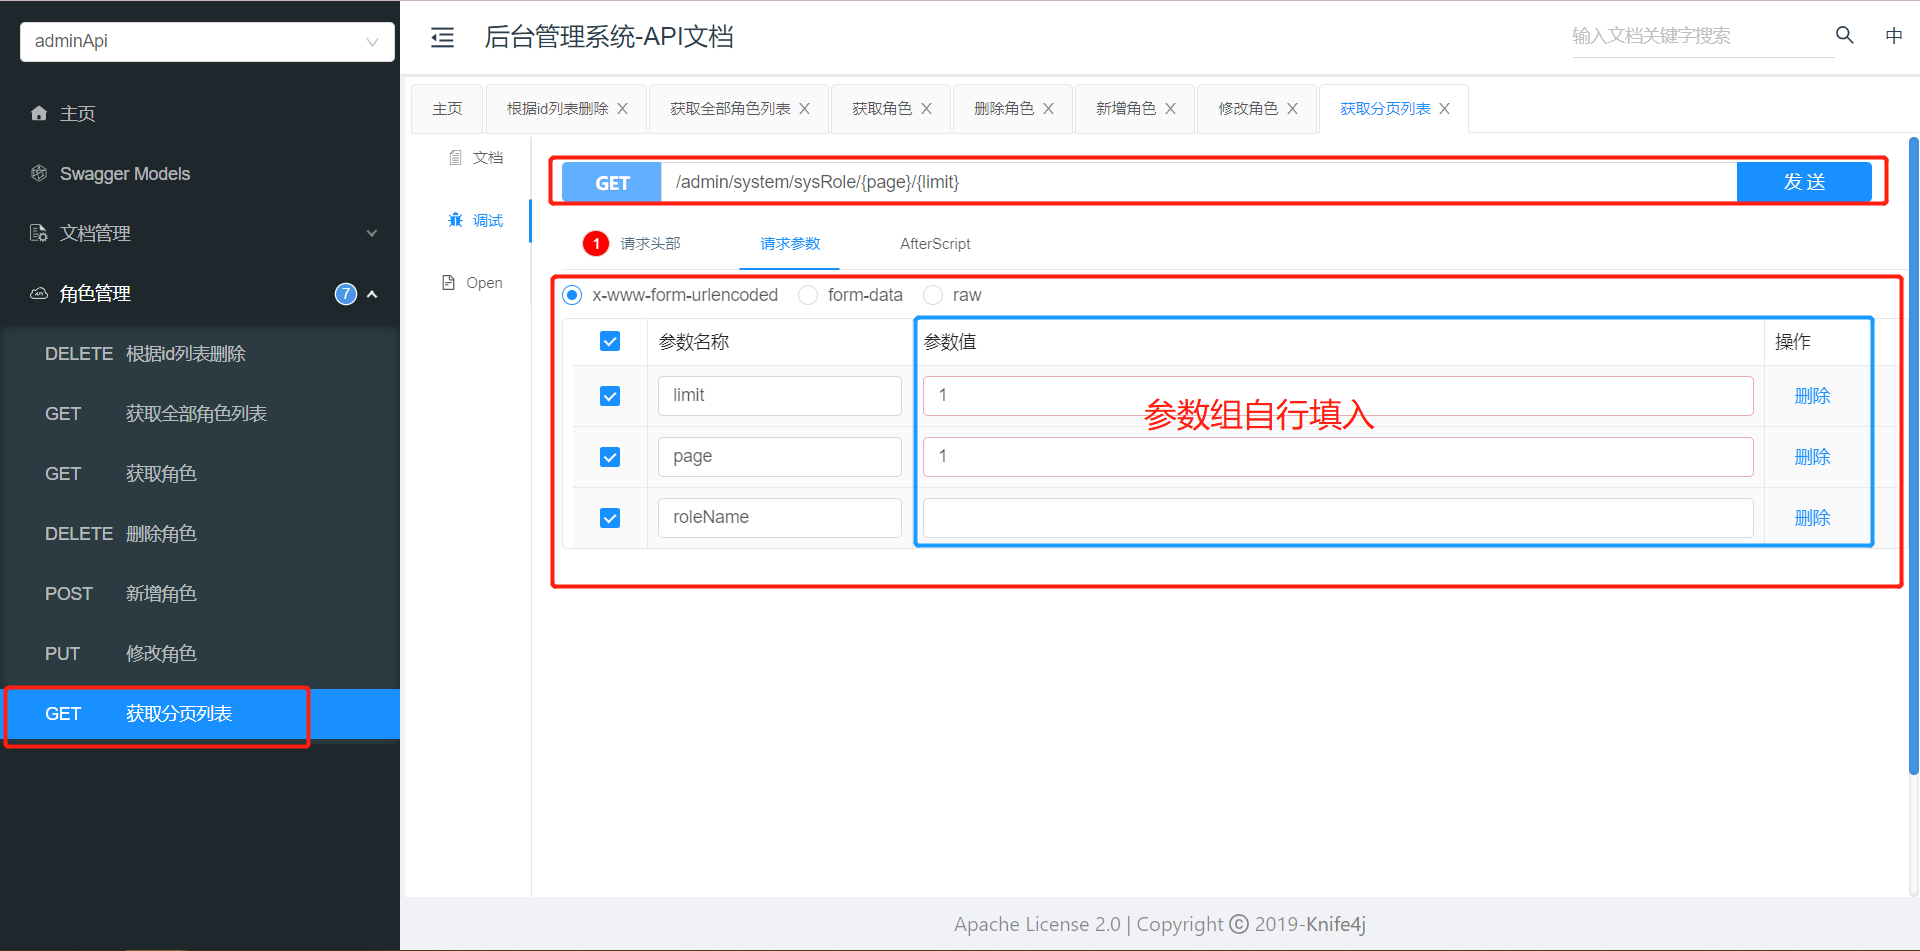 adminApi
主页
Swagger Models
文档管理
角色管理
7
DELETE 根据id列表删除
GET 获取全部角色列表
GET 获取角色
DELETE 删除角色
POST 新增角色
PUT 修改角色
GET 获取分页列表
后台管理系统-API文档
输入文档关键字搜索
中
主页 根据id列表删除 获取全部角色列表 获取角色 删除角色 新增角色 修改角色 获取分页列表
文档
调试
Open
GET /admin/system/sysRole/{page}/{limit} 发送
1 请求头部 请求参数 AfterScript
x-www-form-urlencoded form-data raw
参数名称 参数值 操作
limit 1 删除
参数组自行填入
page 1 删除
roleName 删除
Apache License 2.0 | Copyright © 2019-Knife4j